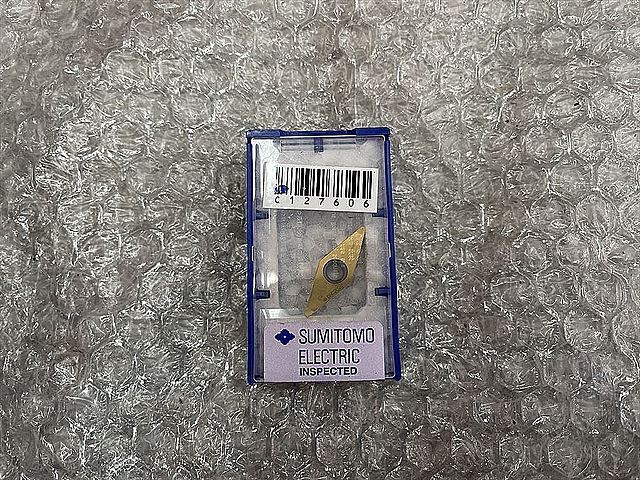 C127606
SUMITOMO
ELECTRIC
INSPECTED